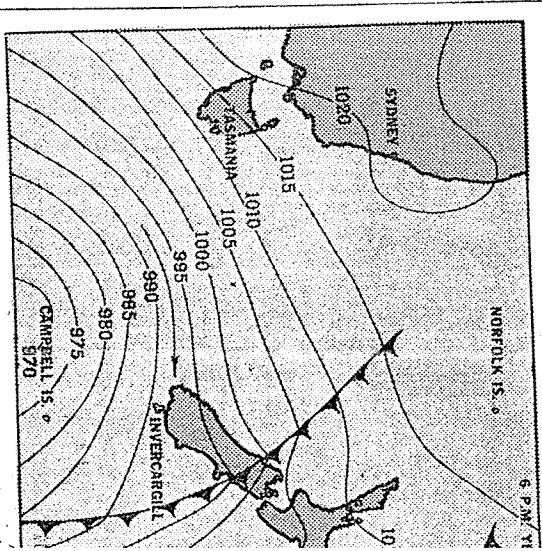 6 P.M.
NORFOLK IS.
SYDNEY
1020
TASMANIA
1015
1010
1005
1000
995
990
985
980
975
970
CAMPBELL IS.
INVERCARGILL
10